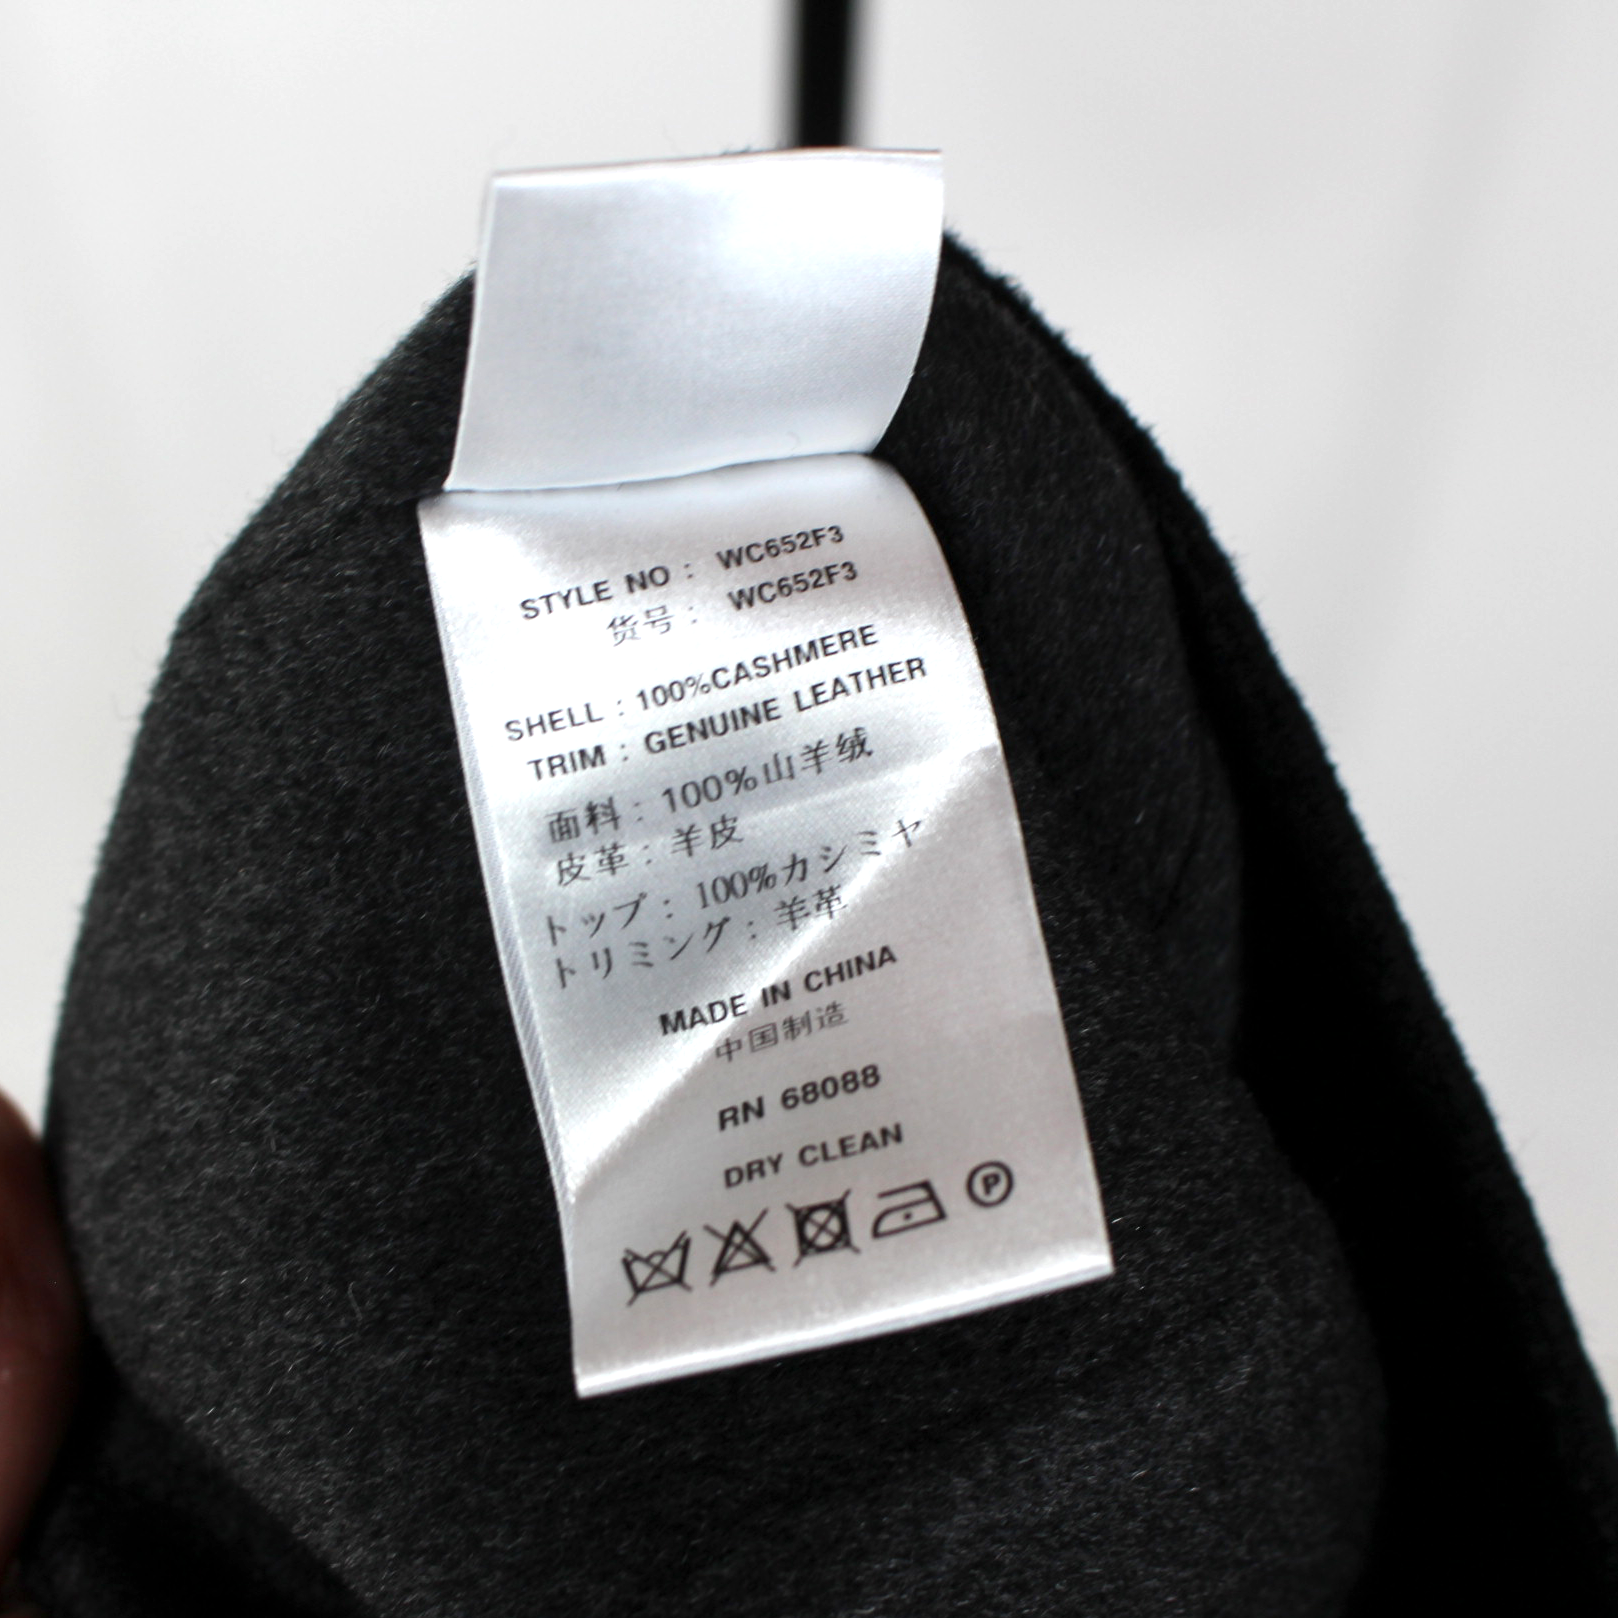 STYLE NO : WC652F3
货号 : WC652F3
SHELL : 100%CASHMERE
TRIM : GENUINE LEATHER
面料 : 100%山羊绒
皮革 : 羊皮
トップ : 100%カシミヤ
トリミング : 羊革
MADE IN CHINA
中国制造
RN 68088
DRY CLEAN
P